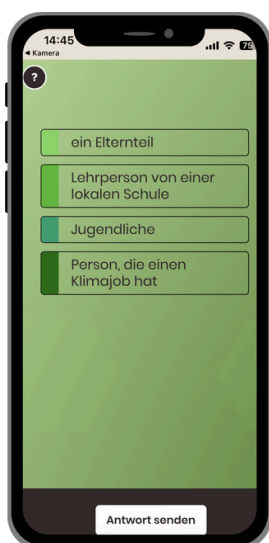 14:45
75
◀ Kamera
?
ein Elternteil
Lehrperson von einer
lokalen Schule
Jugendliche
Person, die einen
Klimajob hat
Antwort senden